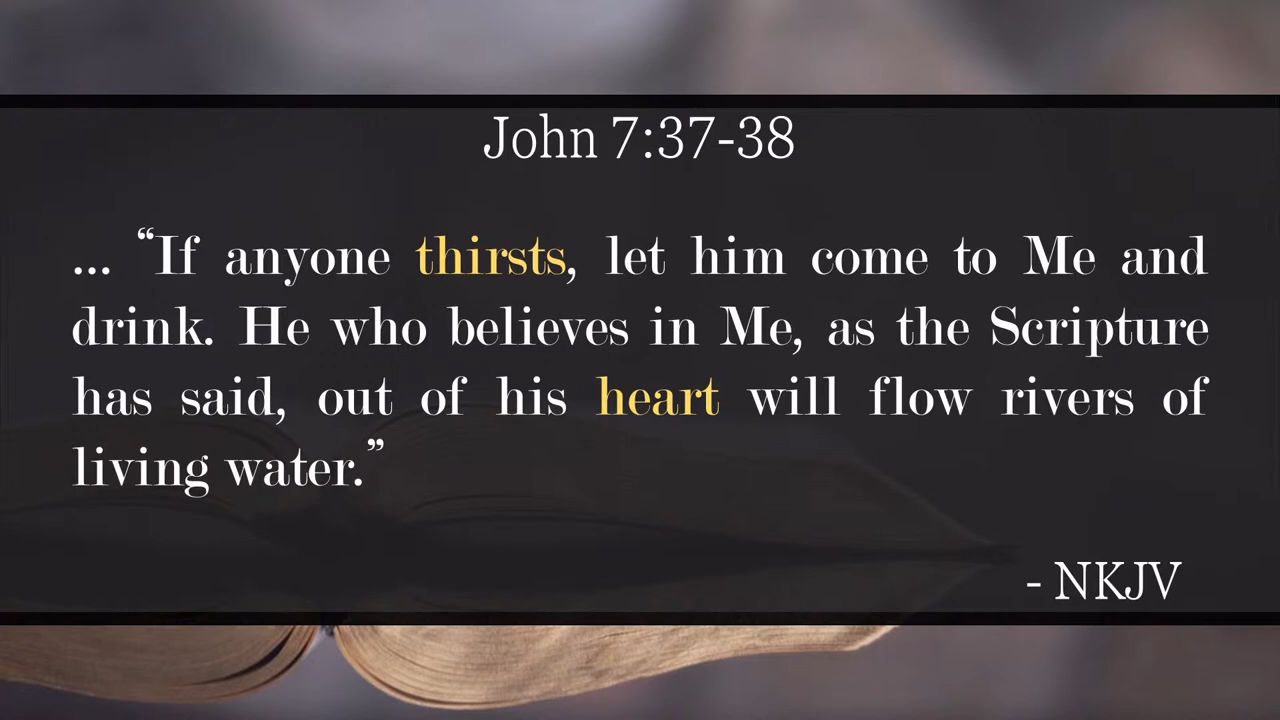 John 7:37-38
... “If anyone thirsts, let him come to Me and
drink. He who believes in Me, as the Scripture
has said, out of his heart will flow rivers of
living water.”
- NKJV